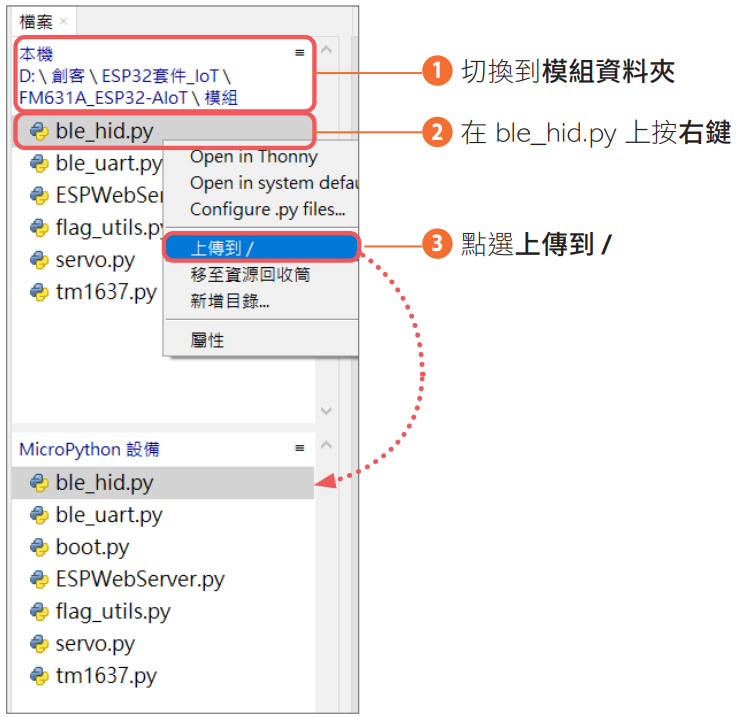 檔案 ×
本機
D: \ 創客 \ ESP32套件_IoT \
FM631A_ESP32-AIoT \ 模組
ble_hid.py
ble_uart.py
ESPWebSer
flag_utils.py
servo.py
tm1637.py
Open in Thonny
Open in system defau
Configure .py files...
上傳到 /
移至資源回收筒
新增目錄...
屬性
1 切換到模組資料夾
2 在 ble_hid.py 上按右鍵
3 點選上傳到 /
MicroPython 設備
ble_hid.py
ble_uart.py
boot.py
ESPWebServer.py
flag_utils.py
servo.py
tm1637.py